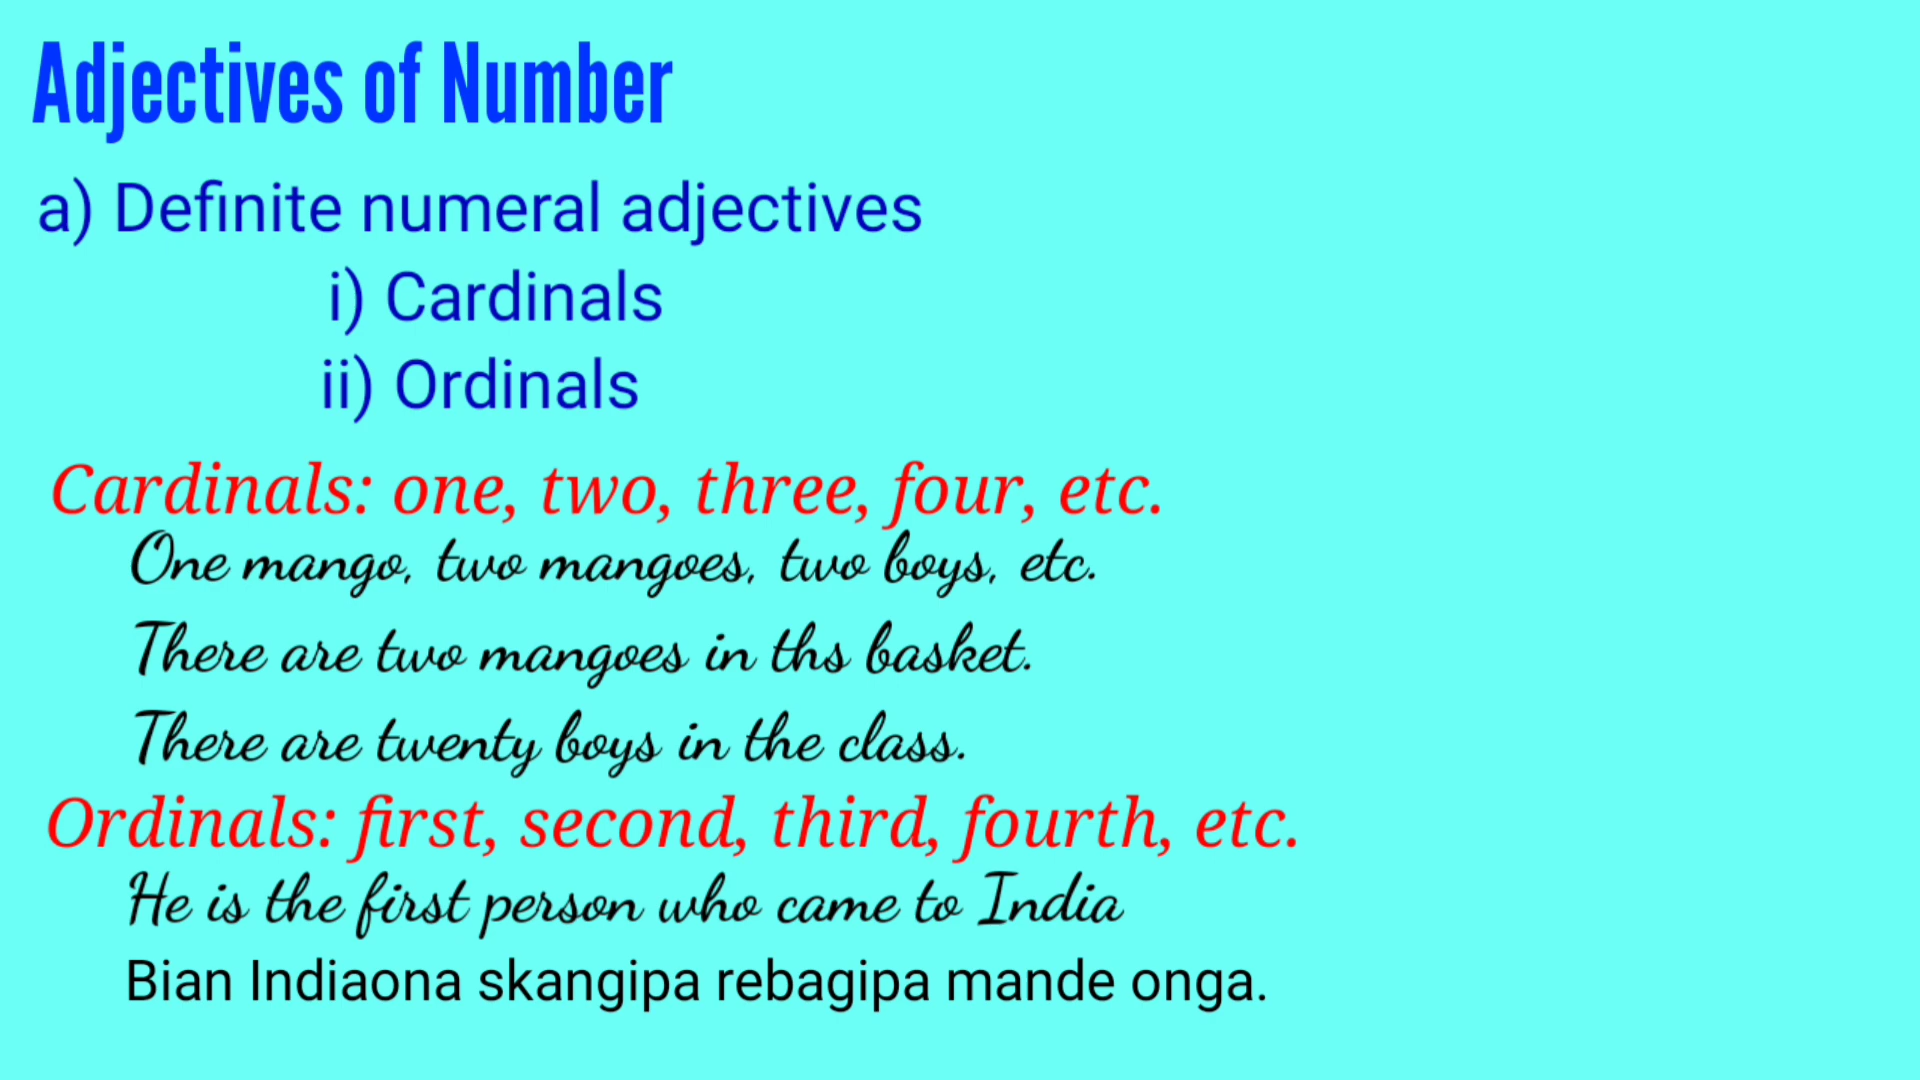 Adjectives of Number
a) Definite numeral adjectives
i) Cardinals
ii) Ordinals
Cardinals: one, two, three, four, etc.
One mango, two mangoes, two boys, etc.
There are two mangoes in ths basket.
There are twenty boys in the class.
Ordinals: first, second, third, fourth, etc.
He is the first person who came to India
Bian Indiaona skangipa rebagipa mande onga.